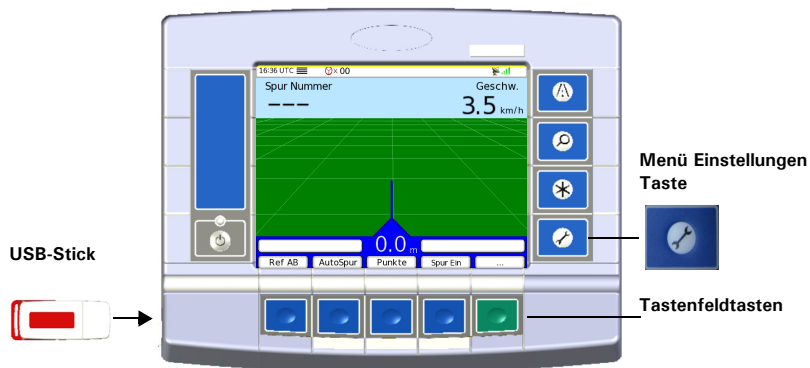 16:36 UTC × 00
Spur Nummer Geschw.
--- 3.5 km/h
0.0 m
Ref AB AutoSpur Punkte Spur Ein ...
Menü Einstellungen
Taste
USB-Stick
Tastenfeldtasten